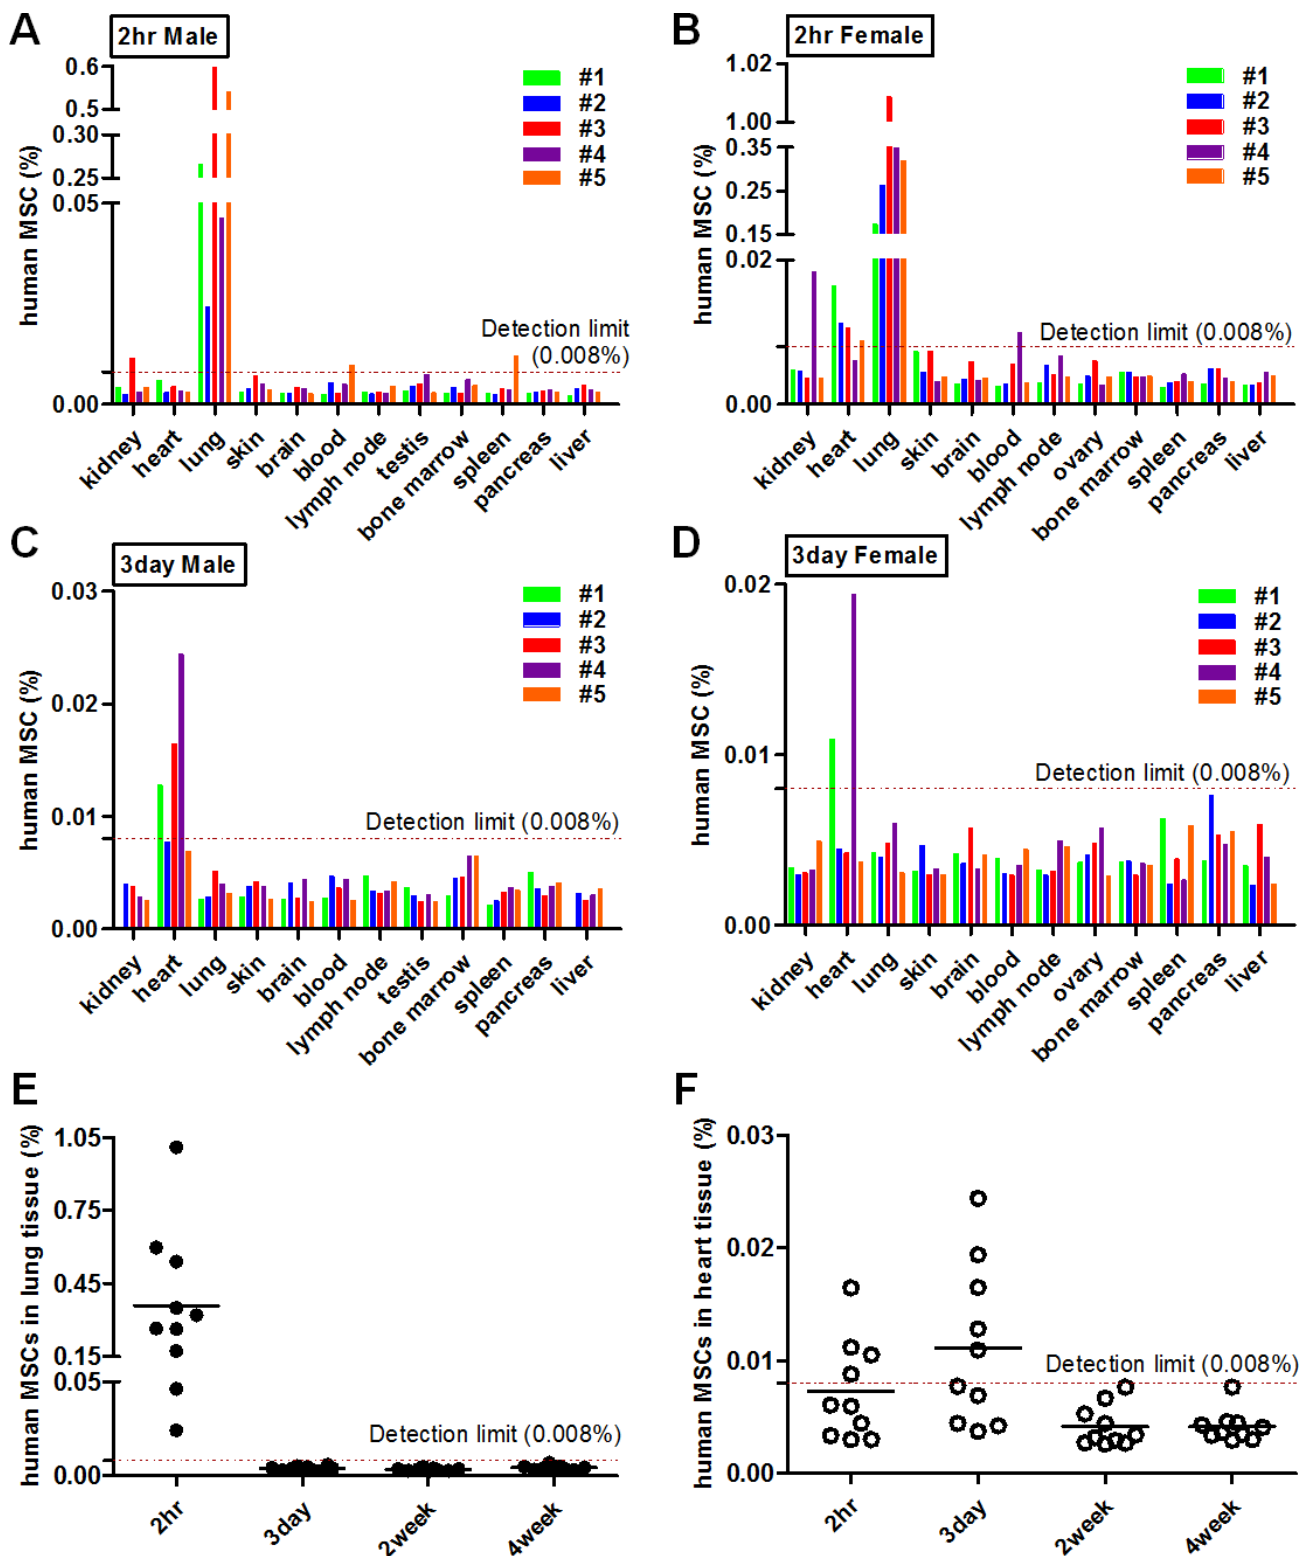 A
2hr Male
human MSC (%)
0.6
0.5
0.30
0.25
0.05
0.00
#1
#2
#3
#4
#5
Detection limit
(0.008%)
kidney
heart
lung
skin
brain
blood
lymph node
testis
bone marrow
spleen
pancreas
liver
B
2hr Female
human MSC (%)
1.02
1.00
0.35
0.25
0.15
0.02
0.00
#1
#2
#3
#4
#5
Detection limit (0.008%)
kidney
heart
lung
skin
brain
blood
lymph node
ovary
bone marrow
spleen
pancreas
liver
C
3day Male
human MSC (%)
0.03
0.02
0.01
0.00
#1
#2
#3
#4
#5
Detection limit (0.008%)
kidney
heart
lung
skin
brain
blood
lymph node
testis
bone marrow
spleen
pancreas
liver
D
3day Female
human MSC (%)
0.02
0.01
0.00
#1
#2
#3
#4
#5
Detection limit (0.008%)
kidney
heart
lung
skin
brain
blood
lymph node
ovary
bone marrow
spleen
pancreas
liver
E
human MSCs in lung tissue (%)
1.05
0.75
0.45
0.15
0.05
0.00
Detection limit (0.008%)
2hr
3day
2week
4week
F
human MSCs in heart tissue (%)
0.03
0.02
0.01
0.00
Detection limit (0.008%)
2hr
3day
2week
4week